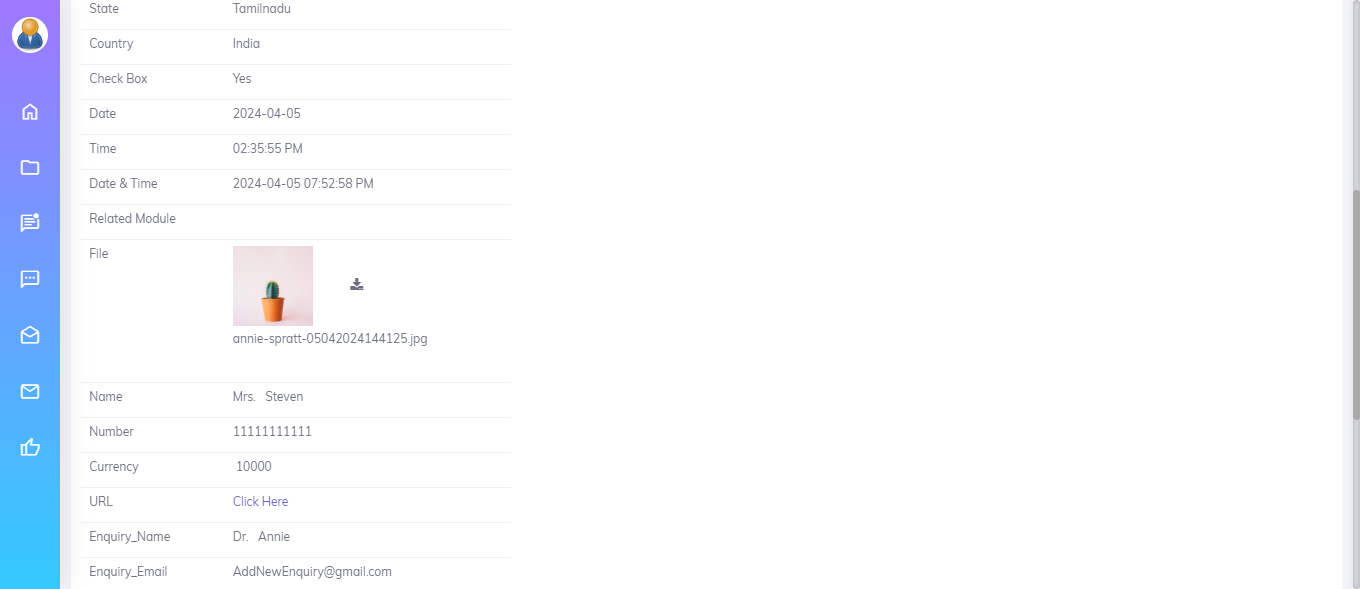 State Tamilnadu
Country India
Check Box Yes
Date 2024-04-05
Time 02:35:55 PM
Date & Time 2024-04-05 07:52:58 PM
Related Module
File
annie-spratt-05042024144125.jpg
Name Mrs. Steven
Number 11111111111
Currency 10000
URL Click Here
Enquiry_Name Dr. Annie
Enquiry_Email AddNewEnquiry@gmail.com